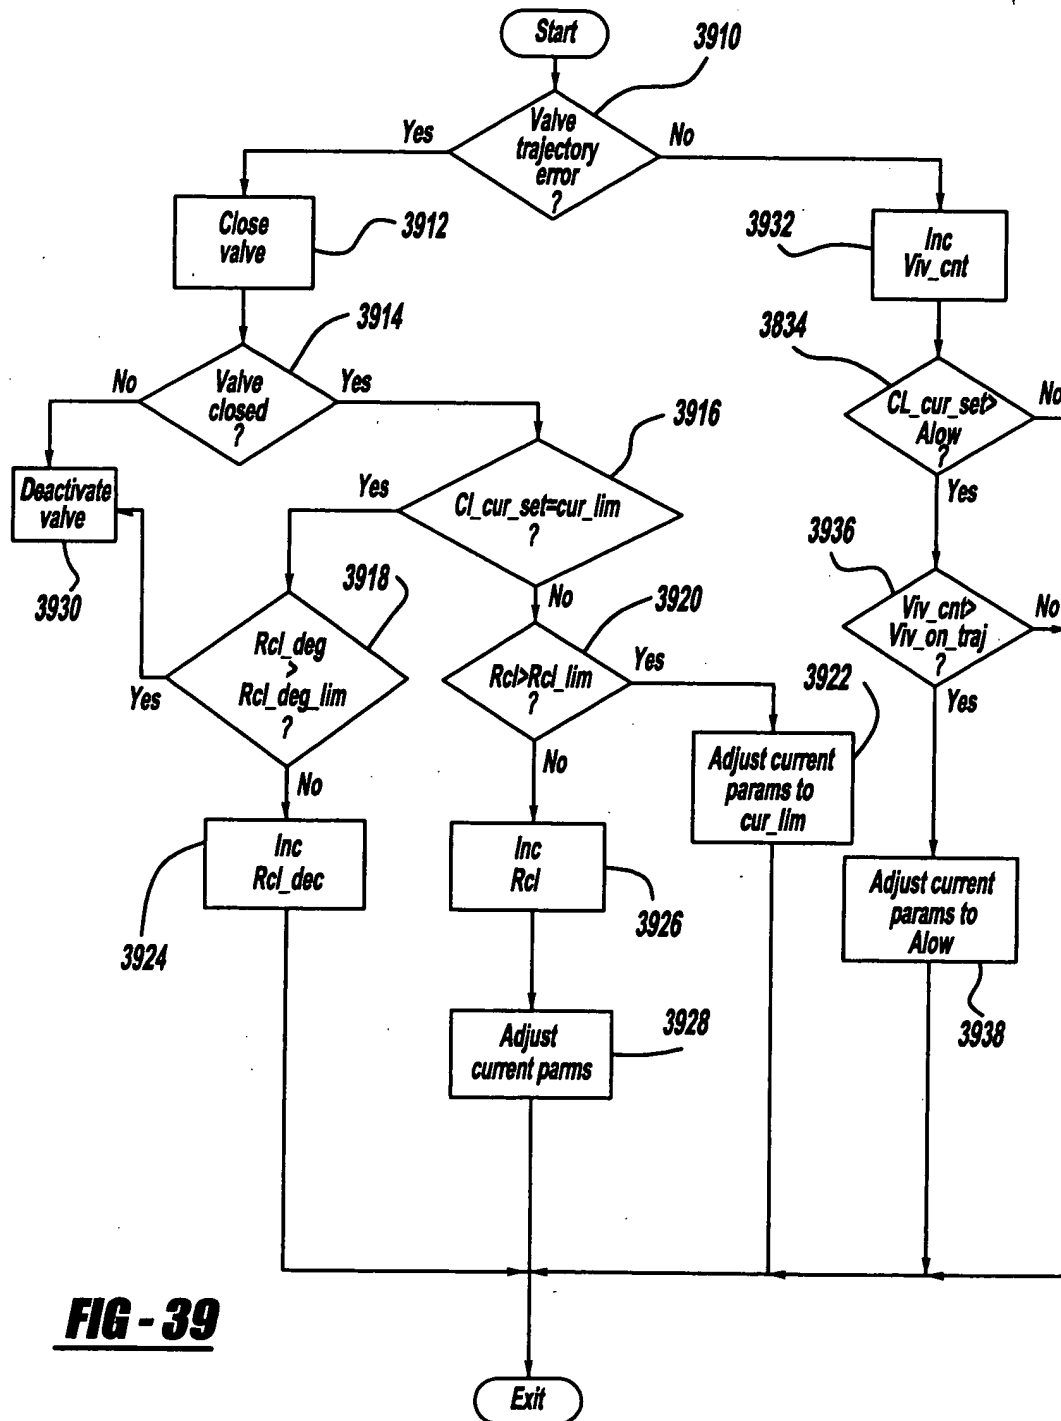 Start
3910
Valve
trajectory
error
?
Yes
No
Close
valve
3912
3932
Inc
Viv_cnt
3914
3834
Valve
closed
?
No
Yes
CL_cur_set>
Alow
?
No
Yes
3916
Cl_cur_set=cur_lim
?
Yes
No
Deactivate
valve
3930
3936
Viv_cnt>
Viv_on_traj
?
No
Yes
3918
Rcl_deg
>
Rcl_deg_lim
?
Yes
No
3920
Rcl>Rcl_lim
?
Yes
No
3922
Adjust current
params to
cur_lim
Inc
Rcl_dec
3924
Inc
Rcl
3926
Adjust current
params to
Alow
3938
Adjust
current parms
3928
FIG - 39
Exit